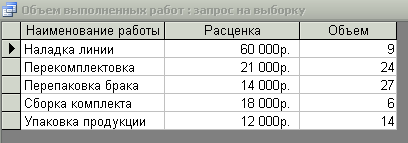 Объем выполненных работ : запрос на выборку
Наименование работы Расценка Объем
Наладка линии 60 000р. 9
Перекомплектовка 21 000р. 24
Перепаковка брака 14 000р. 27
Сборка комплекта 18 000р. 6
Упаковка продукции 12 000р. 14